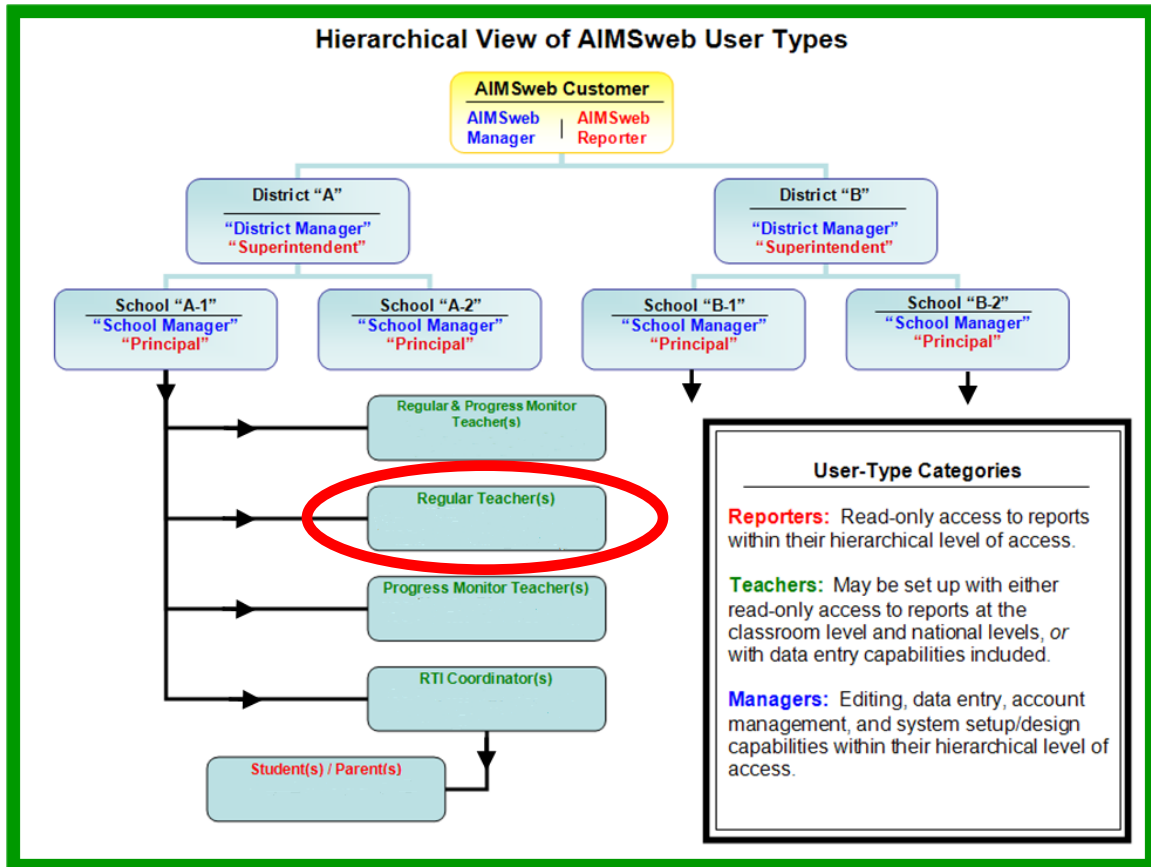 Hierarchical View of AIMSweb User Types
AIMSweb Customer
AIMSweb
Manager
|
AIMSweb
Reporter
District “A”
“District Manager”
“Superintendent”
District “B”
“District Manager”
“Superintendent”
School “A-1”
“School Manager”
“Principal”
School “A-2”
“School Manager”
“Principal”
School “B-1”
“School Manager”
“Principal”
School “B-2”
“School Manager”
“Principal”
Regular & Progress Monitor
Teacher(s)
Regular Teacher(s)
Progress Monitor Teacher(s)
RTI Coordinator(s)
Student(s) / Parent(s)
User-Type Categories
Reporters: Read-only access to reports
within their hierarchical level of access.
Teachers: May be set up with either
read-only access to reports at the
classroom level and national levels, or
with data entry capabilities included.
Managers: Editing, data entry, account
management, and system setup/design
capabilities within their hierarchical level of
access.